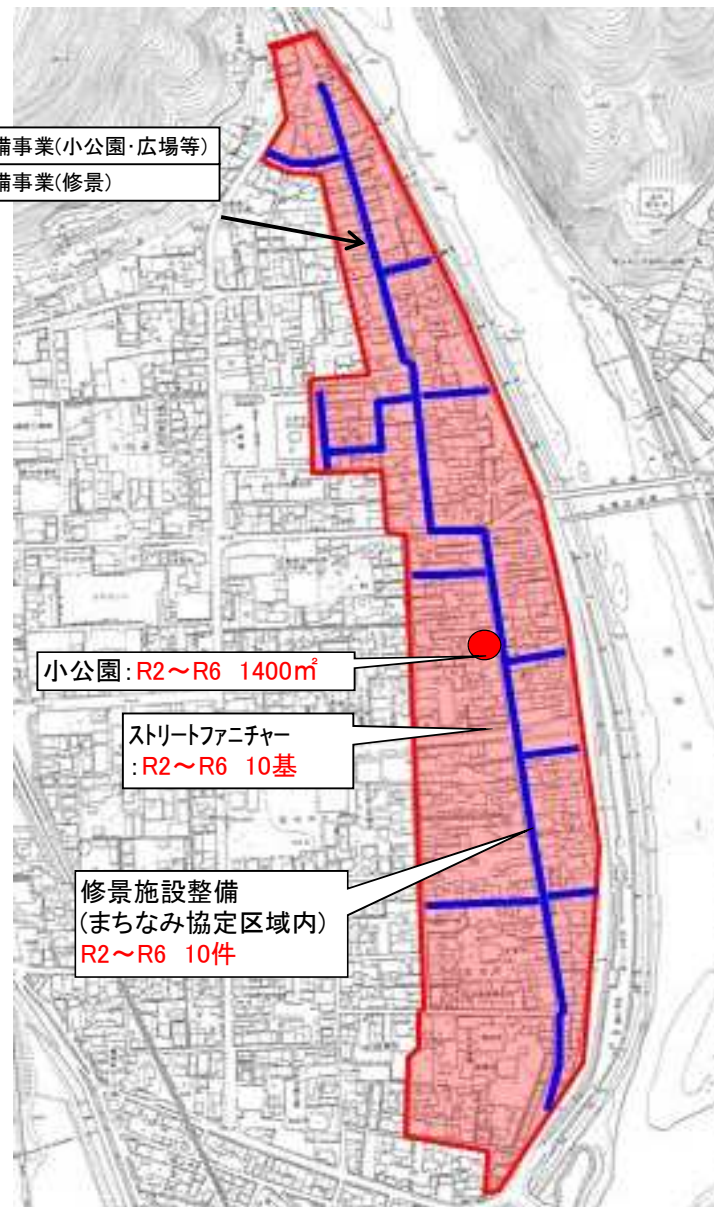 備事業(小公園･広場等)
備事業(修景)
小公園:R2～R6 1400㎡
ストリートファニチャー
:R2～R6 10基
修景施設整備
(まちなみ協定区域内)
R2～R6 10件